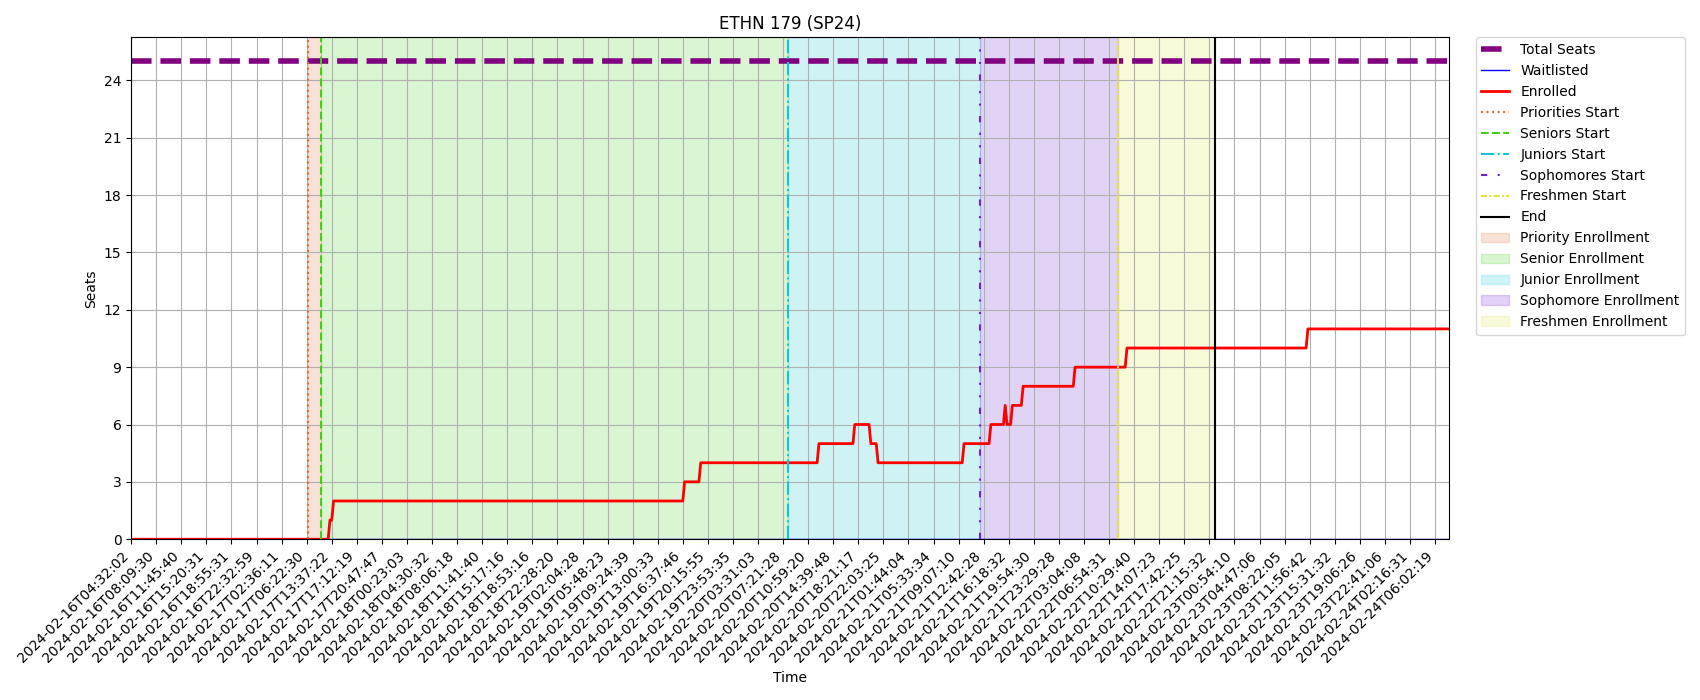 ETHN 179 (SP24)
Seats
24
21
18
15
12
9
6
3
0
2024-02-16T04:32:02
2024-02-16T08:09:30
2024-02-16T11:45:40
2024-02-16T15:20:31
2024-02-16T18:55:31
2024-02-16T22:32:59
2024-02-17T02:36:11
2024-02-17T06:22:30
2024-02-17T13:37:22
2024-02-17T17:12:19
2024-02-17T20:47:47
2024-02-18T00:23:03
2024-02-18T04:30:32
2024-02-18T08:06:18
2024-02-18T11:41:40
2024-02-18T15:17:16
2024-02-18T18:53:16
2024-02-18T22:28:20
2024-02-19T02:04:28
2024-02-19T05:48:23
2024-02-19T09:24:39
2024-02-19T13:00:33
2024-02-19T16:37:46
2024-02-19T20:15:55
2024-02-19T23:53:35
2024-02-20T03:31:03
2024-02-20T07:21:28
2024-02-20T10:59:20
2024-02-20T14:39:48
2024-02-20T18:21:17
2024-02-20T22:03:25
2024-02-21T01:44:04
2024-02-21T05:33:34
2024-02-21T09:07:10
2024-02-21T12:42:28
2024-02-21T16:18:32
2024-02-21T19:54:30
2024-02-21T23:29:28
2024-02-22T03:04:08
2024-02-22T06:54:31
2024-02-22T10:29:40
2024-02-22T14:07:23
2024-02-22T17:42:25
2024-02-22T21:15:32
2024-02-23T00:54:10
2024-02-23T04:47:06
2024-02-23T08:22:05
2024-02-23T11:56:42
2024-02-23T15:31:32
2024-02-23T19:06:26
2024-02-23T22:41:06
2024-02-24T02:16:31
2024-02-24T06:02:19
Time
Total Seats
Waitlisted
Enrolled
Priorities Start
Seniors Start
Juniors Start
Sophomores Start
Freshmen Start
End
Priority Enrollment
Senior Enrollment
Junior Enrollment
Sophomore Enrollment
Freshmen Enrollment